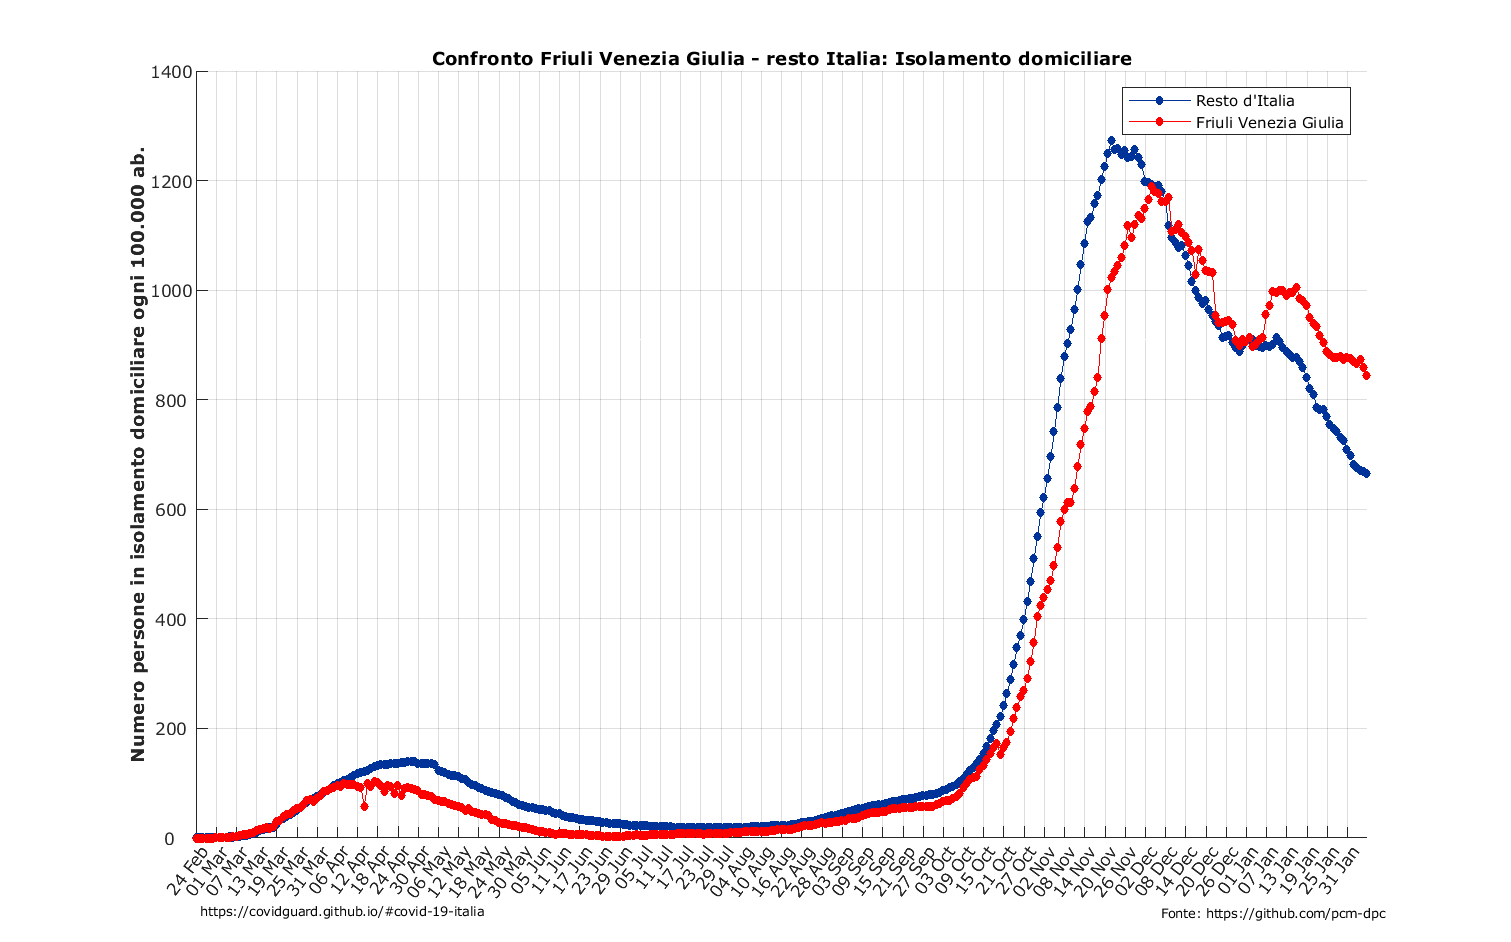 Confronto Friuli Venezia Giulia - resto Italia: Isolamento domiciliare
Numero persone in isolamento domiciliare ogni 100.000 ab.
1400
1200
1000
800
600
400
200
0
Resto d'Italia
Friuli Venezia Giulia
24 Feb
01 Mar
07 Mar
13 Mar
19 Mar
25 Mar
31 Mar
06 Apr
12 Apr
18 Apr
24 Apr
30 Apr
06 May
12 May
18 May
24 May
30 May
05 Jun
11 Jun
17 Jun
23 Jun
29 Jun
05 Jul
11 Jul
17 Jul
23 Jul
29 Jul
04 Aug
10 Aug
16 Aug
22 Aug
28 Aug
03 Sep
09 Sep
15 Sep
21 Sep
27 Sep
03 Oct
09 Oct
15 Oct
21 Oct
27 Oct
02 Nov
08 Nov
14 Nov
20 Nov
26 Nov
02 Dec
08 Dec
14 Dec
20 Dec
26 Dec
01 Jan
07 Jan
13 Jan
19 Jan
25 Jan
31 Jan
https://covidguard.github.io/#covid-19-italia
Fonte: https://github.com/pcm-dpc